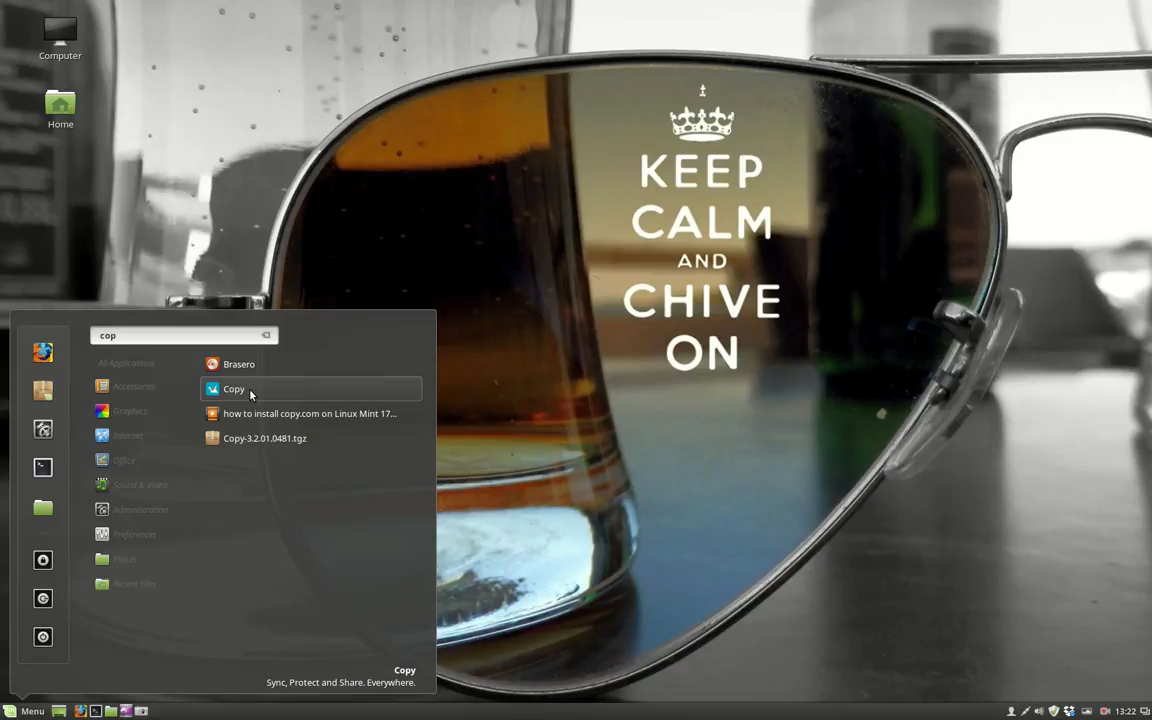 Computer
Home
KEEP
CALM
AND
CHIVE
ON
cop
All Applications
Accessories
Graphics
Internet
Office
Sound & Video
Administration
Preferences
Places
Recent Files
Brasero
Copy
how to install copy.com on Linux Mint 17...
Copy-3.2.01.0481.tgz
Copy
Sync, Protect and Share. Everywhere.
Menu
13:22